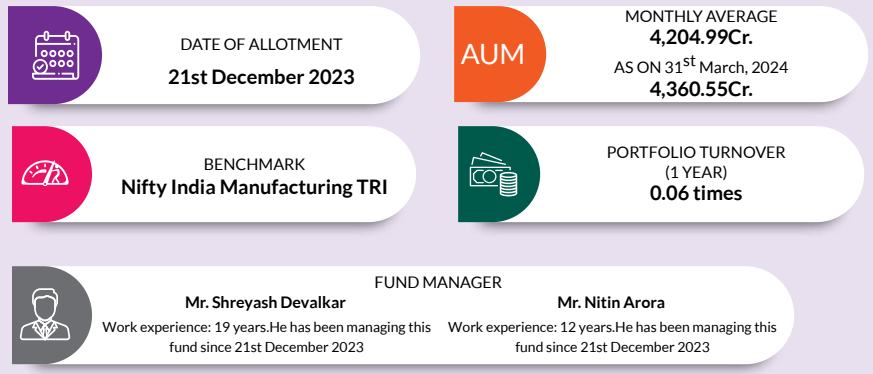 DATE OF ALLOTMENT
21st December 2023
AUM
MONTHLY AVERAGE
4,204.99Cr.
AS ON 31st March, 2024
4,360.55Cr.
BENCHMARK
Nifty India Manufacturing TRI
PORTFOLIO TURNOVER
(1 YEAR)
0.06 times
FUND MANAGER
Mr. Shreyash Devalkar
Work experience: 19 years.He has been managing this
fund since 21st December 2023
Mr. Nitin Arora
Work experience: 12 years.He has been managing this
fund since 21st December 2023